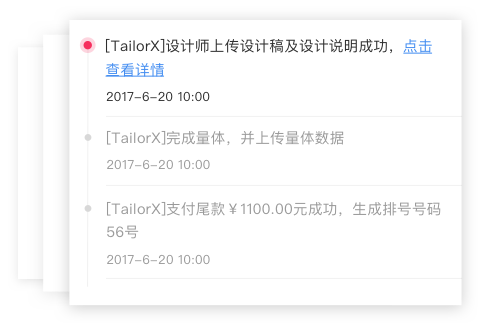 [TailorX]设计师上传设计稿及设计说明成功，点击
查看详情
2017-6-20 10:00
[TailorX]完成量体，并上传量体数据
2017-6-20 10:00
[TailorX]支付尾款￥1100.00元成功，生成排号号码
56号
2017-6-20 10:00